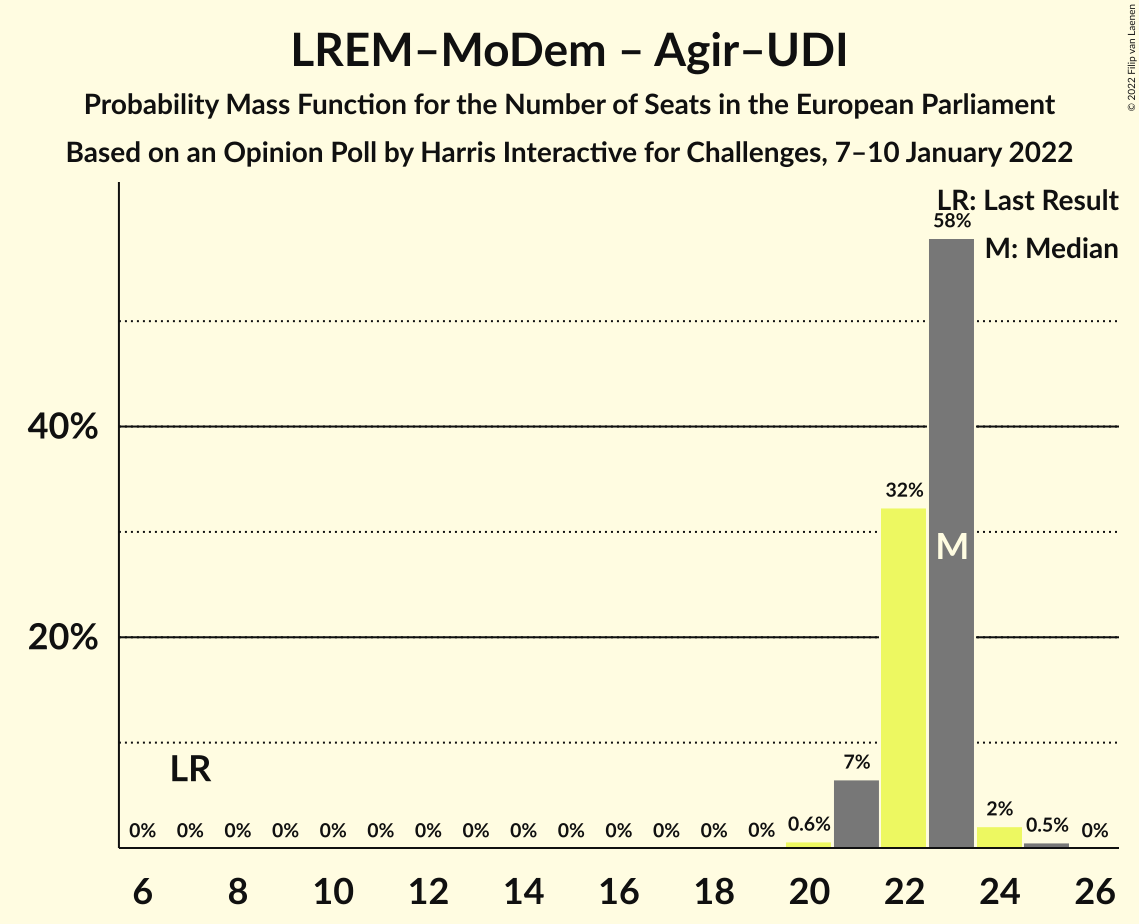 LREM–MoDem – Agir–UDI
Probability Mass Function for the Number of Seats in the European Parliament
Based on an Opinion Poll by Harris Interactive for Challenges, 7–10 January 2022
© 2022 Filip van Laenen
LR: Last Result
M: Median
58%
40%
32%
M
20%
LR
7%
0% 0% 0% 0% 0% 0% 0% 0% 0% 0% 0% 0% 0% 0% 0.6% 2% 0.5% 0%
6 8 10 12 14 16 18 20 22 24 26